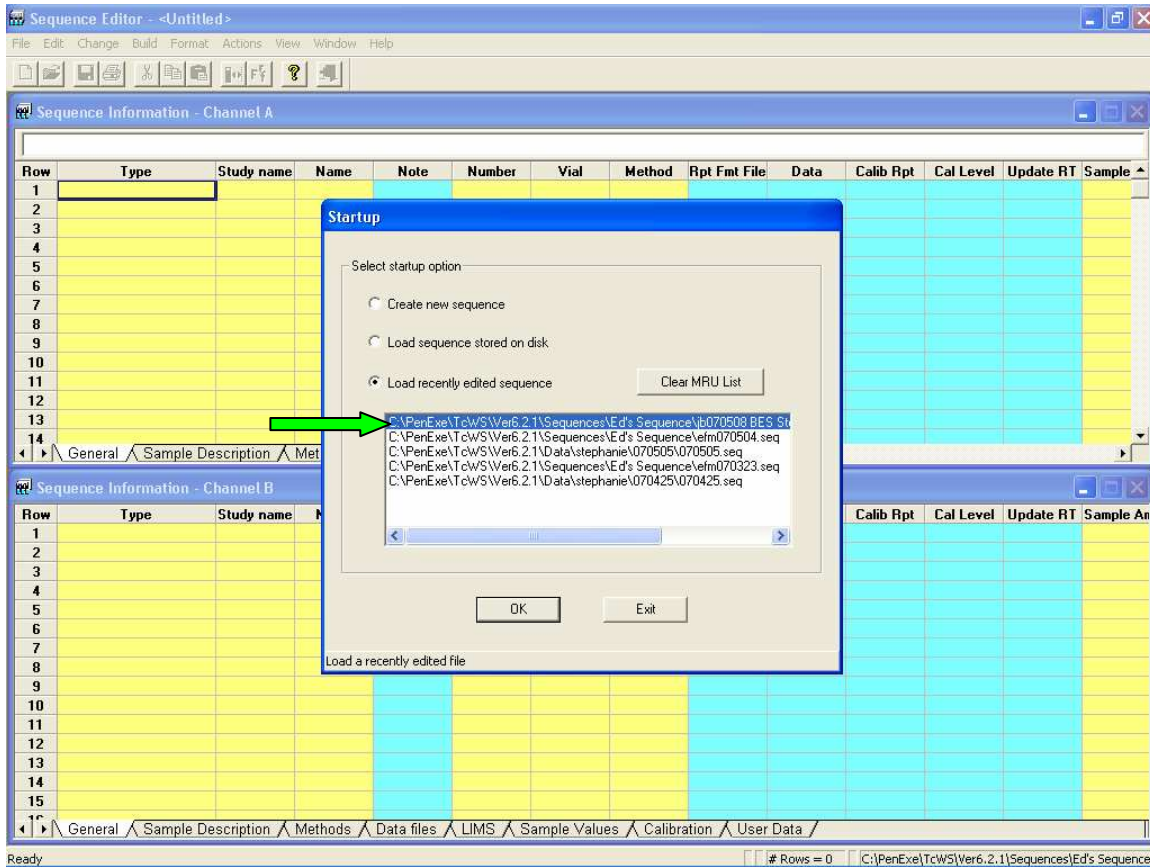 Sequence Editor - <Untitled>
File Edit Change Build Format Actions View Window Help
Sequence Information - Channel A
Row Type Study name Name Note Number Vial Method Rpt Fmt File Data Calib Rpt Cal Level Update RT Sample
1
2
3
4
5
6
7
8
9
10
11
12
13
14
General Sample Description Met
Startup
Select startup option
Create new sequence
Load sequence stored on disk
Load recently edited sequence
Clear MRU List
C:\PenExe\TcWS\Ver6.2.1\Sequences\Ed's Sequence\jb070508 BES St
C:\PenExe\TcWS\Ver6.2.1\Sequences\Ed's Sequence\efm070504.seq
C:\PenExe\TcWS\Ver6.2.1\Data\stephanie\070505\070505.seq
C:\PenExe\TcWS\Ver6.2.1\Sequences\Ed's Sequence\efm070323.seq
C:\PenExe\TcWS\Ver6.2.1\Data\stephanie\070425\070425.seq
OK Exit
Load a recently edited file
Sequence Information - Channel B
Row Type Study name Calib Rpt Cal Level Update RT Sample Am
1
2
3
4
5
6
7
8
9
10
11
12
13
14
15
General Sample Description Methods Data files LIMS Sample Values Calibration User Data
Ready # Rows = 0 C:\PenExe\TcWS\Ver6.2.1\Sequences\Ed's Sequence